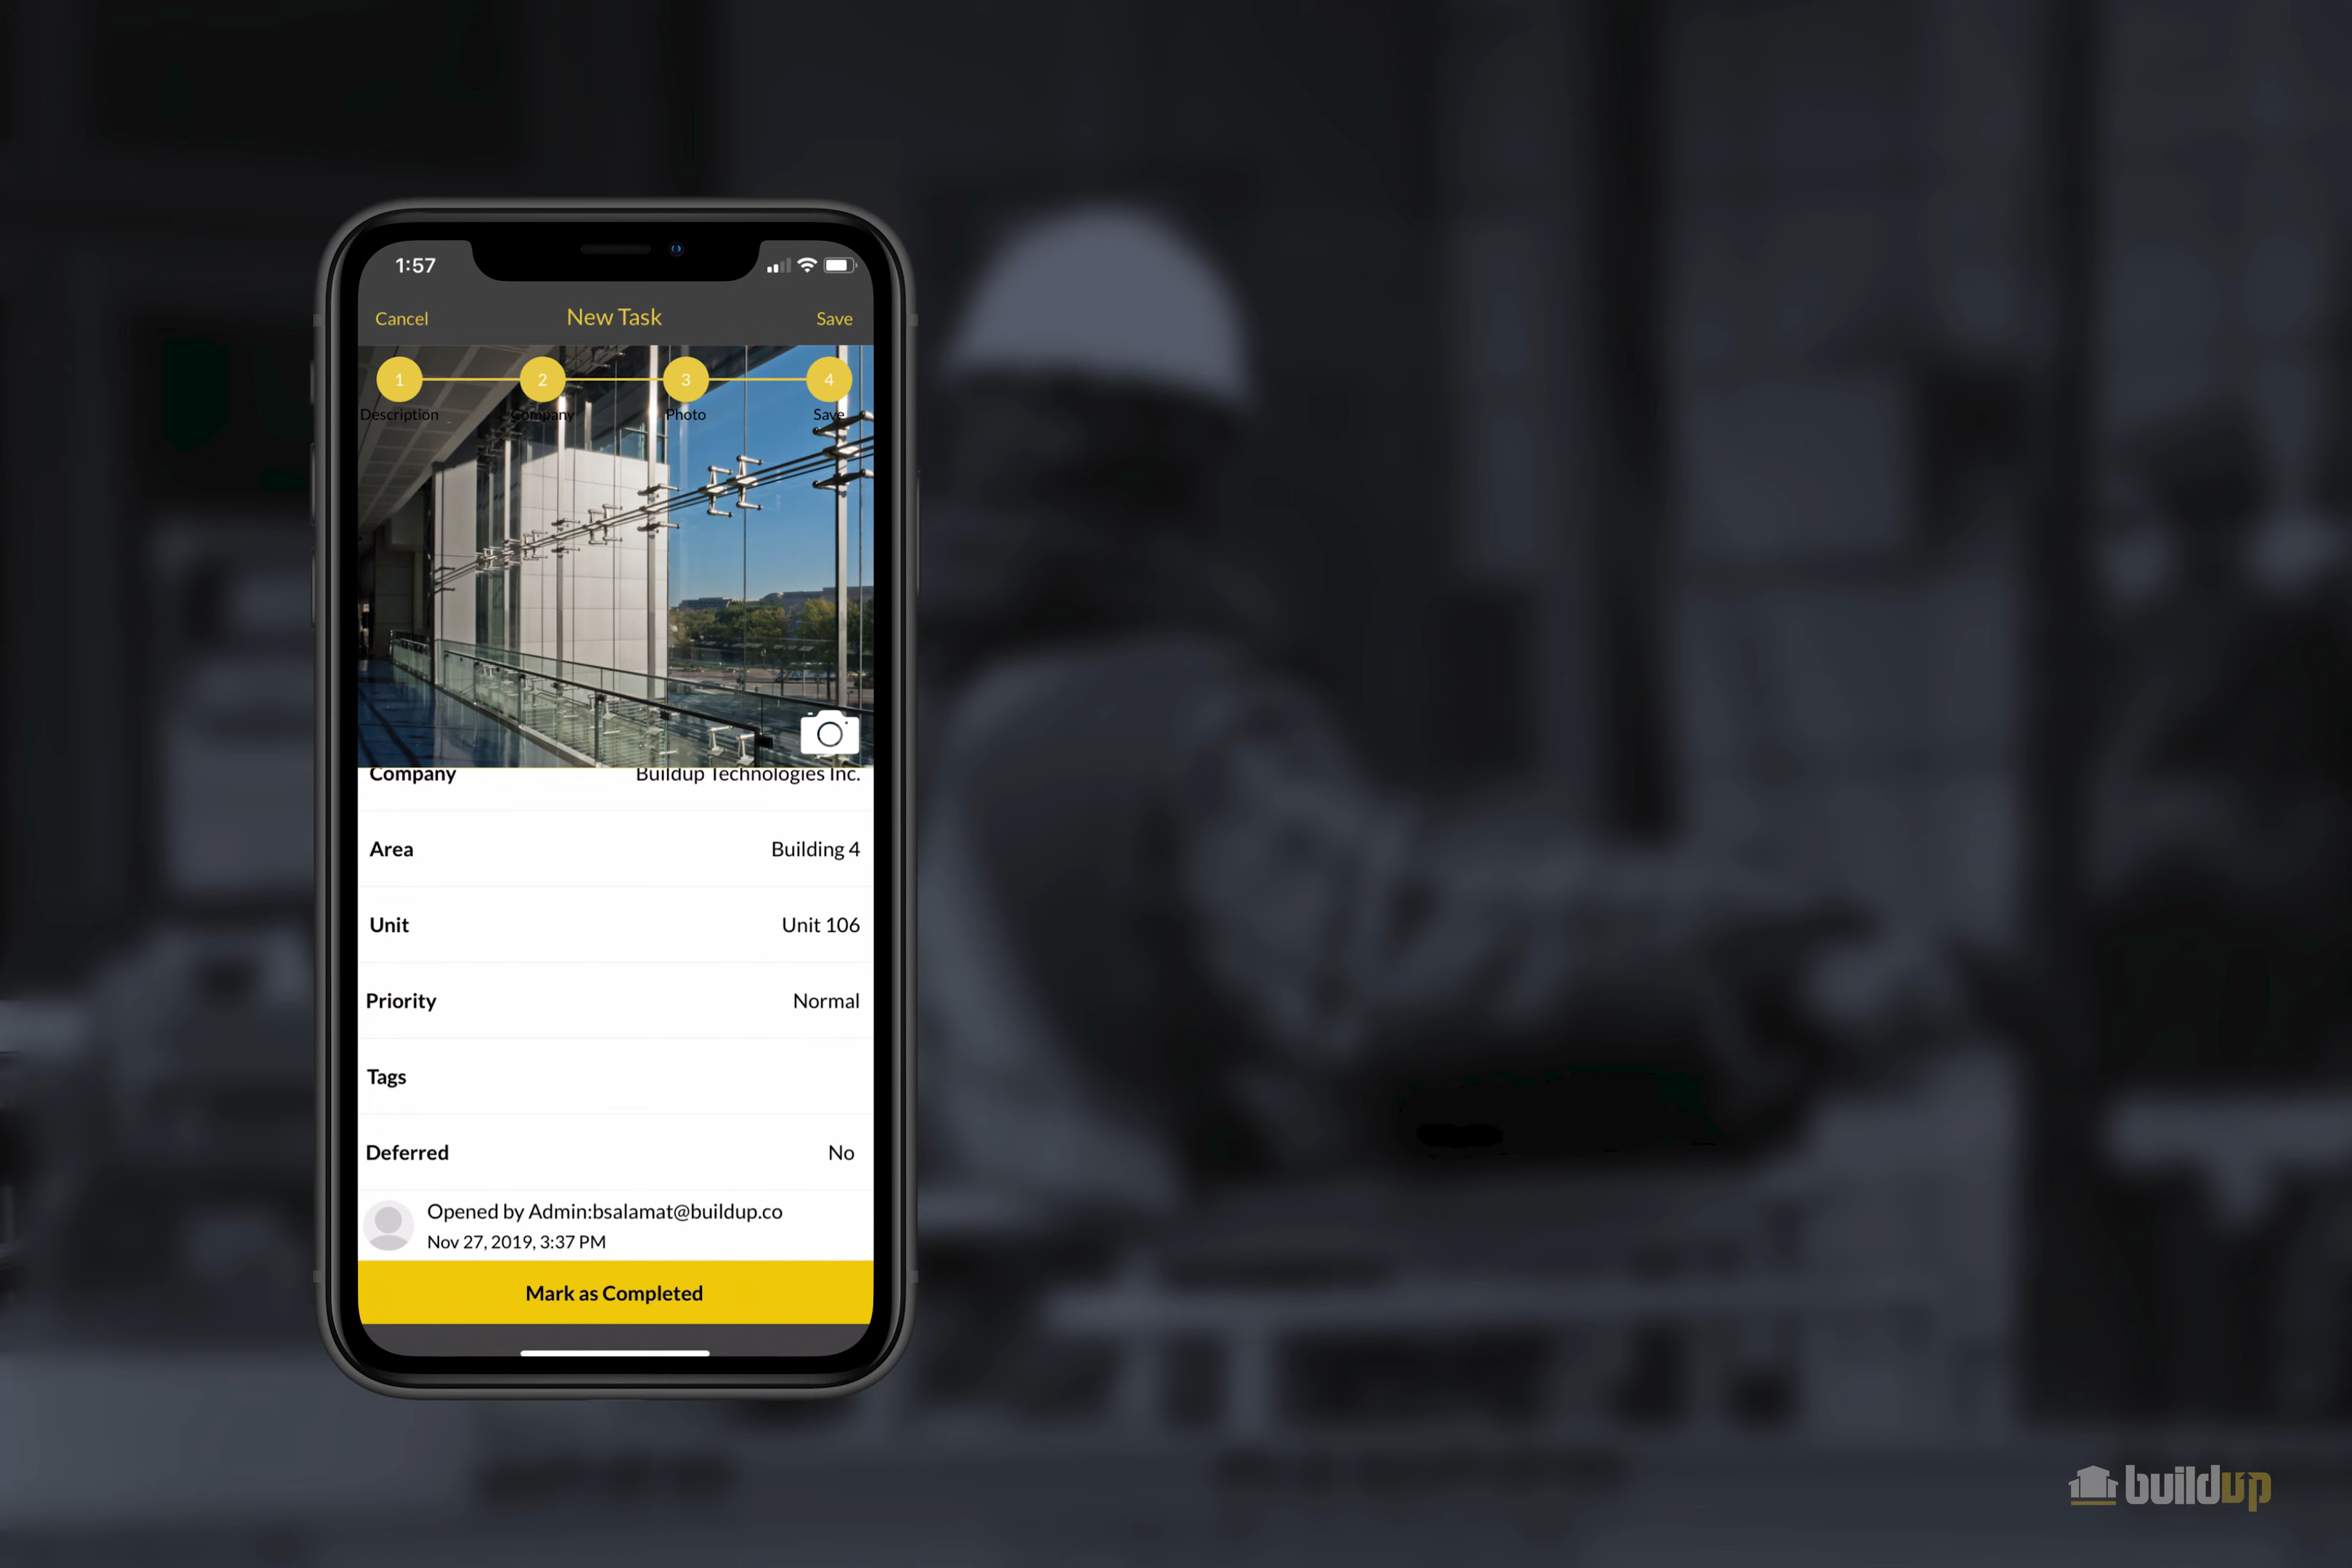 1:57
Cancel New Task Save
1 2 3 4
Description Company Photo Save
Company Buildup Technologies Inc.
Area Building 4
Unit Unit 106
Priority Normal
Tags
Deferred No
Opened by Admin:bsalamat@buildup.co
Nov 27, 2019, 3:37 PM
Mark as Completed
buildup